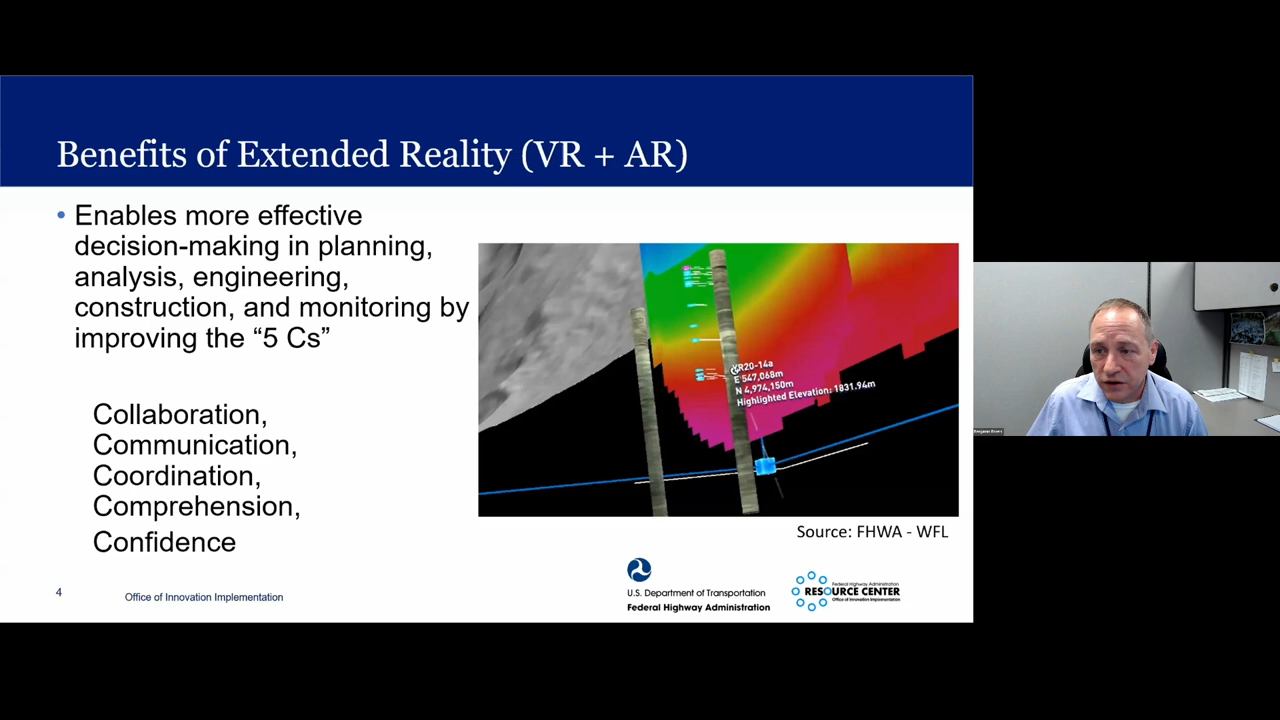 Benefits of Extended Reality (VR + AR)
• Enables more effective
decision-making in planning,
analysis, engineering,
construction, and monitoring by
improving the “5 Cs”
Collaboration,
Communication,
Coordination,
Comprehension,
Confidence
E 547,068m
N 4,974,150m
Highlighted Elevation: 1831.94m
Source: FHWA - WFL
4
Office of Innovation Implementation
U.S. Department of Transportation
Federal Highway Administration
Federal Highway Administration
RESOURCE CENTER
Office of Innovation Implementation